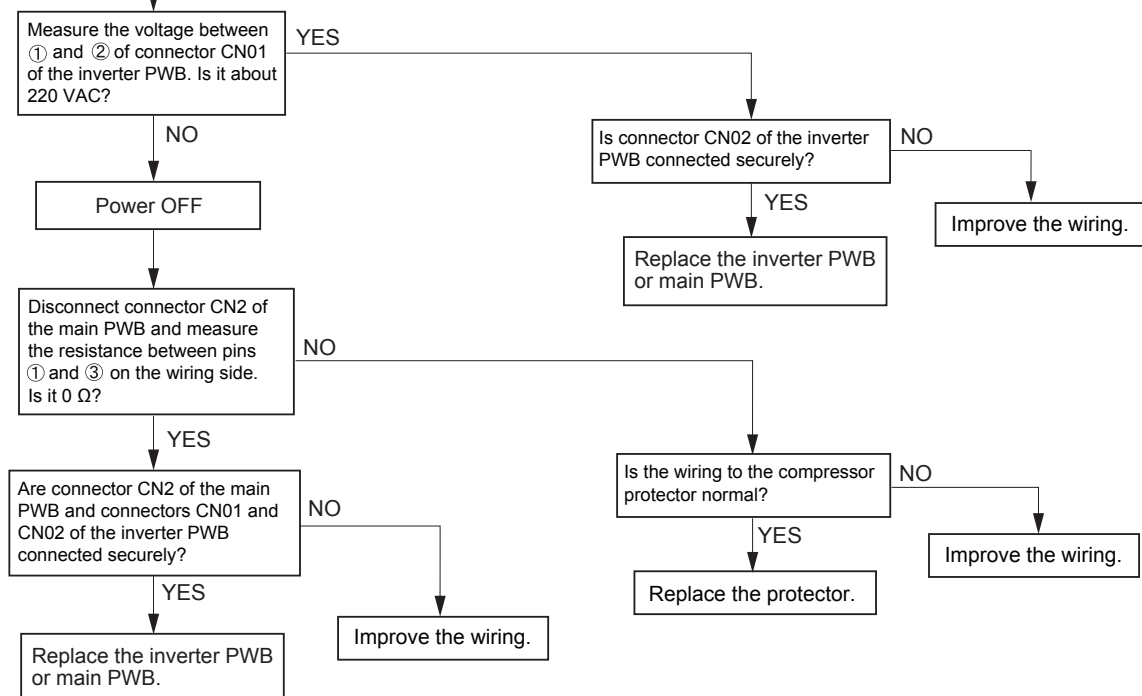 Measure the voltage between
① and ② of connector CN01
of the inverter PWB. Is it about
220 VAC?
YES
NO
Is connector CN02 of the inverter
PWB connected securely?
NO
YES
Power OFF
Improve the wiring.
Replace the inverter PWB
or main PWB.
Disconnect connector CN2 of
the main PWB and measure
the resistance between pins
① and ③ on the wiring side.
Is it 0 Ω?
NO
YES
Is the wiring to the compressor
protector normal?
NO
YES
Are connector CN2 of the main
PWB and connectors CN01 and
CN02 of the inverter PWB
connected securely?
NO
YES
Improve the wiring.
Replace the protector.
Improve the wiring.
Replace the inverter PWB
or main PWB.